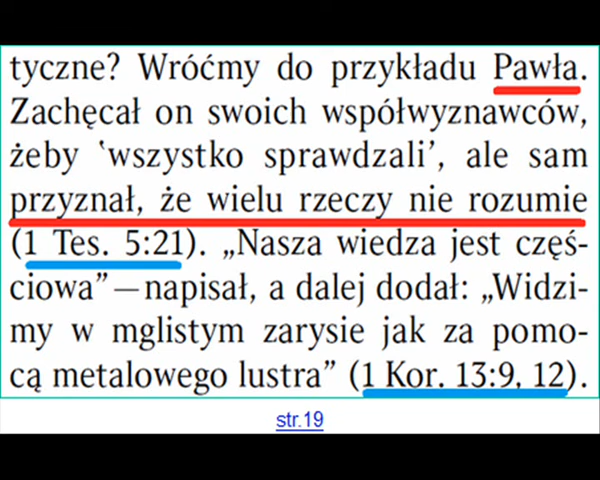 tyczne? Wróćmy do przykładu Pawła.
Zachęcał on swoich współwyznawców,
żeby ‛wszystko sprawdzali’, ale sam
przyznał, że wielu rzeczy nie rozumie
(1 Tes. 5:21). „Nasza wiedza jest częś-
ciowa” — napisał, a dalej dodał: „Widzi-
my w mglistym zarysie jak za pomo-
cą metalowego lustra” (1 Kor. 13:9, 12).
str.19